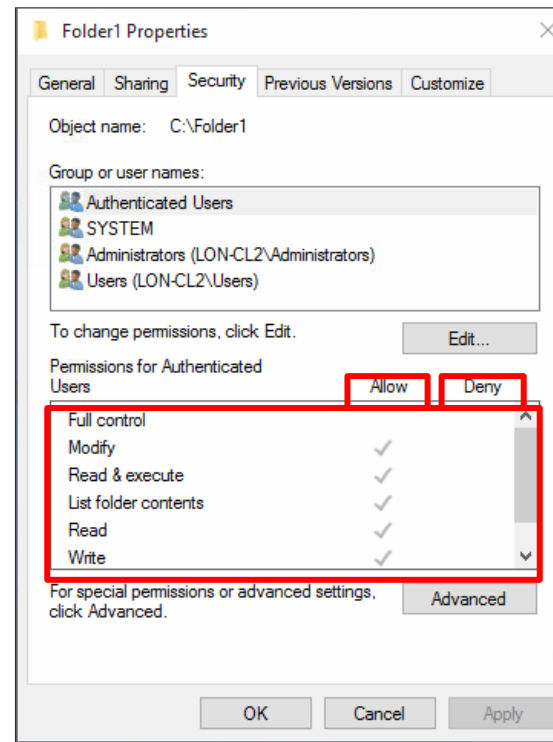 Folder1 Properties
General Sharing Security Previous Versions Customize
Object name: C:\Folder1
Group or user names:
Authenticated Users
SYSTEM
Administrators (LON-CL2\Administrators)
Users (LON-CL2\Users)
To change permissions, click Edit.
Edit...
Permissions for Authenticated
Users Allow Deny
Full control
Modify
Read & execute
List folder contents
Read
Write
For special permissions or advanced settings,
click Advanced.
Advanced
OK Cancel Apply